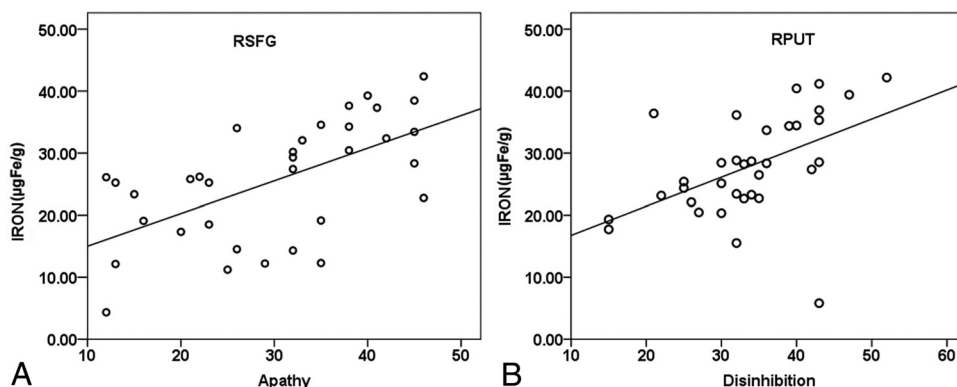 RSFG
50.00
40.00
30.00
20.00
10.00
0.00
IRON(µgFe/g)
10 20 30 40 50
Apathy
A
RPUT
50.00
40.00
30.00
20.00
10.00
0.00
IRON(µgFe/g)
10 20 30 40 50 60
Disinhibition
B